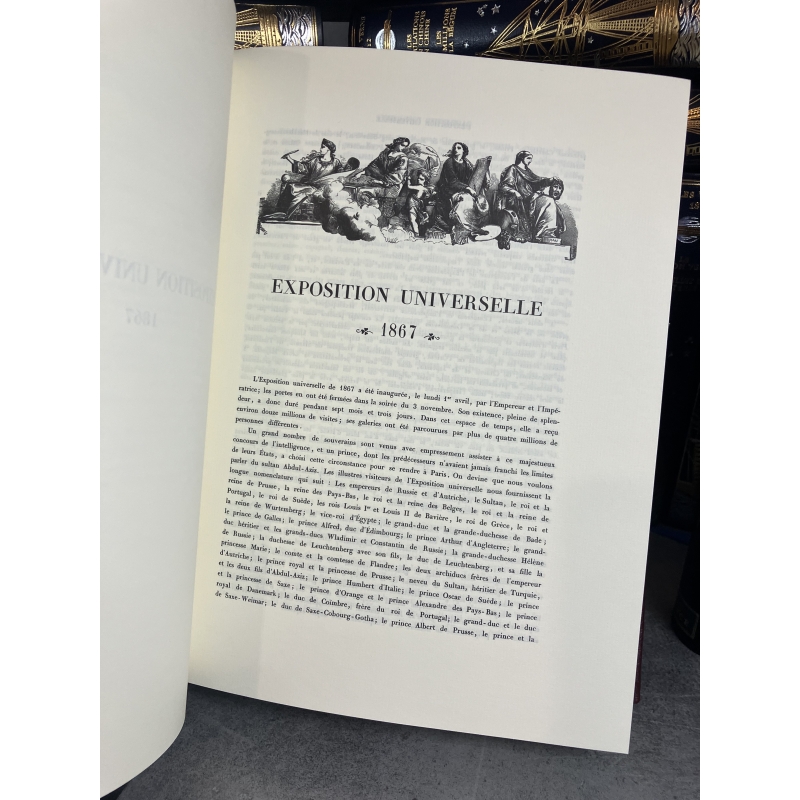 LES
TRIBULATIONS
D'UN CHINOIS
EN CHINE
LES
MILLIONS
DE LA BÉGUM
EXPOSITION UNIVERSELLE
1867
L'Exposition universelle de 1867 a été inaugurée, le lundi 1er avril, par l'Empereur et l'Impé-
ratrice; les portes en ont été fermées dans la soirée du 3 novembre. Son existence, pleine de splen-
deur, a donc duré pendant sept mois et trois jours. Dans cet espace de temps, elle a reçu
environ douze millions de visites; ses galeries ont été parcourues par plus de quatre millions de
personnes différentes.
Un grand nombre de souverains sont venus avec empressement assister à ce majestueux
concours de l'intelligence, et un prince, dont les prédécesseurs n'avaient jamais franchi les limites
de leurs États, a choisi cette circonstance pour se rendre à Paris. On devine que nous voulons
parler du sultan Abdul-Aziz. Les illustres visiteurs de l'Exposition universelle nous fournissent la
longue nomenclature qui suit : Les empereurs de Russie et d'Autriche, le Sultan, le roi et la
reine de Prusse, la reine des Pays-Bas, le roi et la reine des Belges, le roi et la reine de
Portugal, le roi de Suède, les rois Louis Ier et Louis II de Bavière, le roi de Grèce, le roi et
la reine de Wurtemberg; le vice-roi d'Égypte; le grand-duc et la grande-duchesse de Bade;
le prince de Galles; le prince Alfred, duc d'Édimbourg; le prince Arthur d'Angleterre; le grand-
duc héritier et les grands-ducs Wladimir et Constantin de Russie; la grande-duchesse Hélène
de Russie; la duchesse de Leuchtenberg avec son fils, le duc de Leuchtenberg, et sa fille la
princesse Marie; le comte et la comtesse de Flandre; les deux archiducs frères de l'empereur
d'Autriche; le prince royal et la princesse de Prusse; le neveu du Sultan, héritier de Turquie,
et les deux fils d'Abdul-Aziz; le prince Humbert d'Italie; le prince Oscar de Suède; le prince
et la princesse de Saxe; le prince d'Orange et le prince Alexandre des Pays-Bas; le prince
royal de Danemark; le duc de Coimbre, frère du roi de Portugal; le grand-duc et le duc
de Saxe-Weimar; le duc de Saxe-Cobourg-Gotha; le prince Albert de Prusse, le prince et la